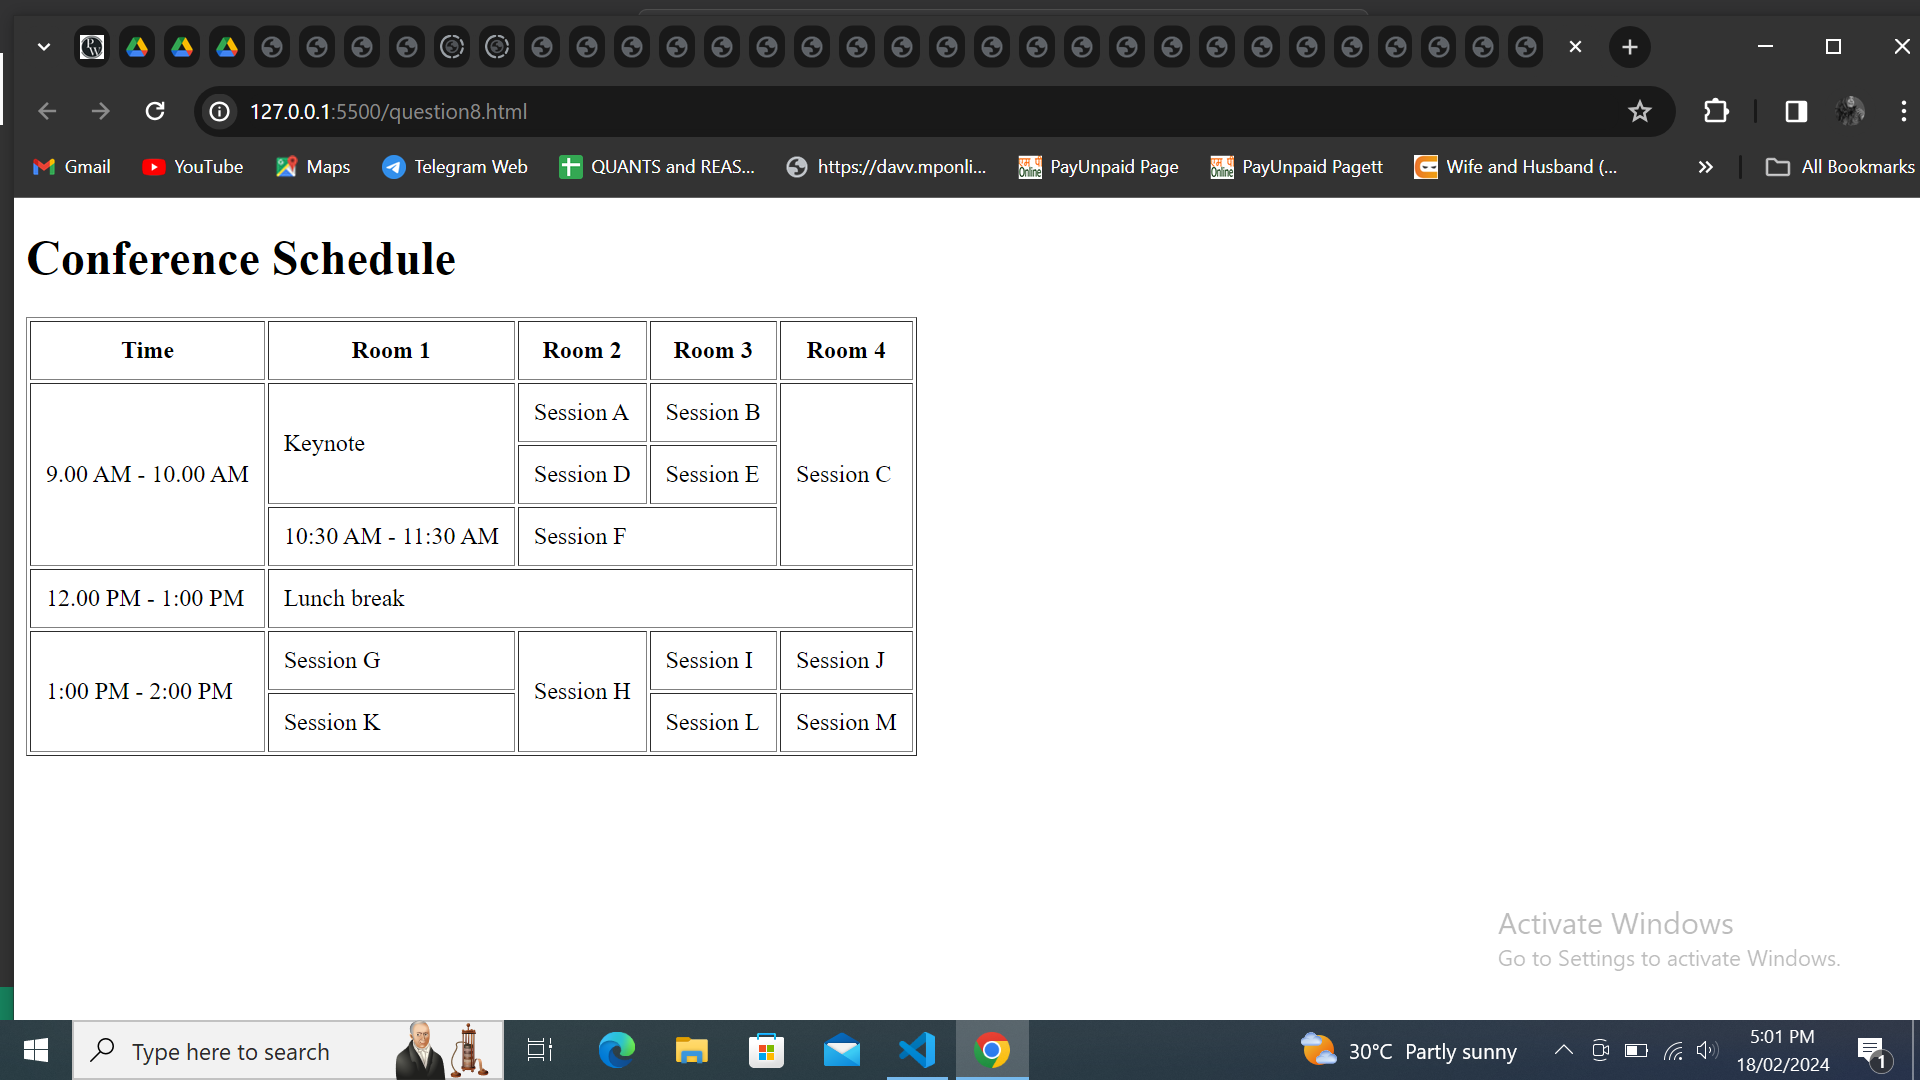 127.0.0.1:5500/question8.html
Gmail YouTube Maps Telegram Web QUANTS and REAS... https://davv.mponli... PayUnpaid Page PayUnpaid Pagett Wife and Husband (... » All Bookmarks
Conference Schedule
Time Room 1 Room 2 Room 3 Room 4
9.00 AM - 10.00 AM Keynote Session A Session B Session C
Session D Session E
10:30 AM - 11:30 AM Session F
12.00 PM - 1:00 PM Lunch break
1:00 PM - 2:00 PM Session G Session H Session I Session J
Session K Session L Session M
Activate Windows
Go to Settings to activate Windows.
Type here to search 30°C Partly sunny 5:01 PM
18/02/2024 1